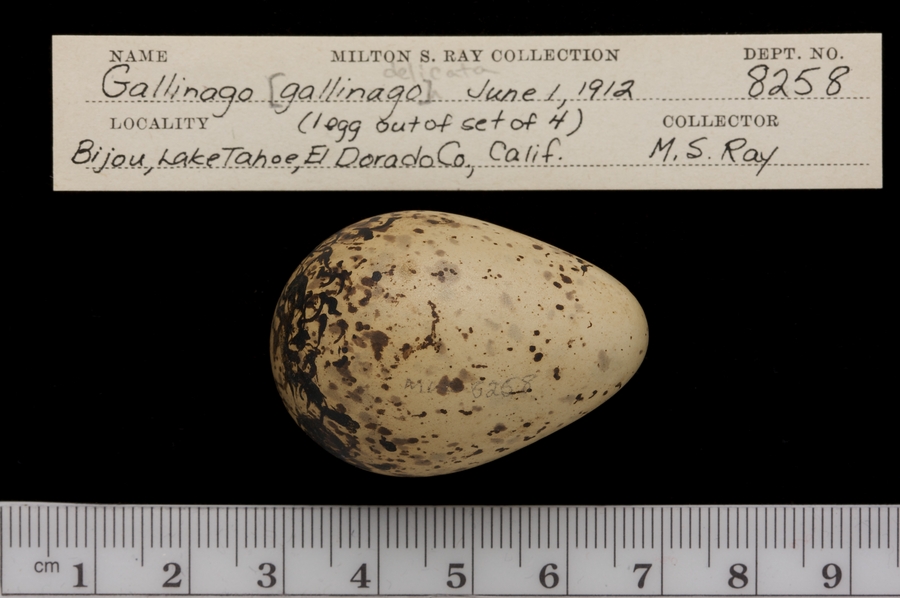 NAME MILTON S. RAY COLLECTION DEPT. NO.
delicata
Gallinago [gallinago] June 1, 1912 8258
LOCALITY (1 egg out of set of 4) COLLECTOR
Bijou, Lake Tahoe, El Dorado Co., Calif. M. S. Ray
8258
cm 1 2 3 4 5 6 7 8 9